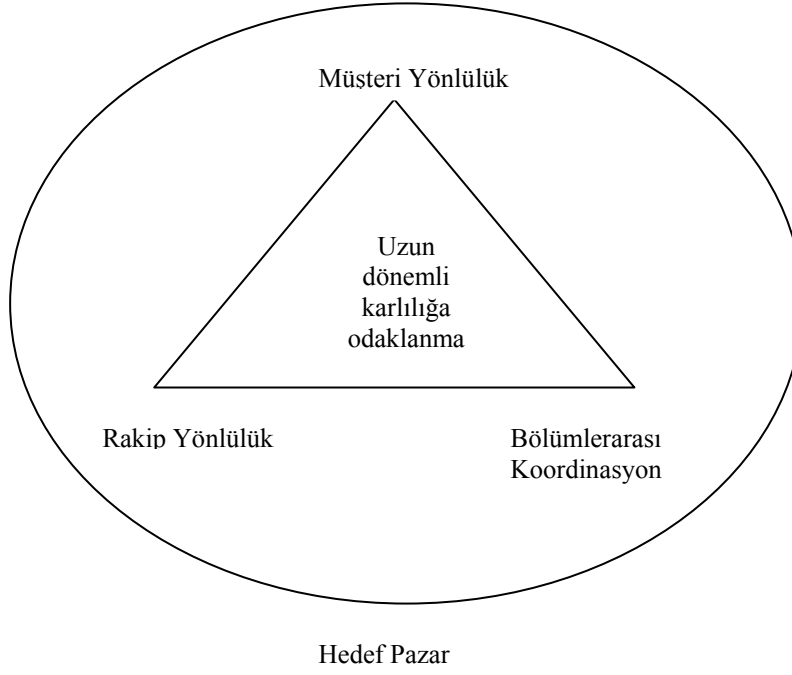 Müşteri Yönlülük
Uzun
dönemli
karlılığa
odaklanma
Rakip Yönlülük
Bölümlerarası
Koordinasyon
Hedef Pazar